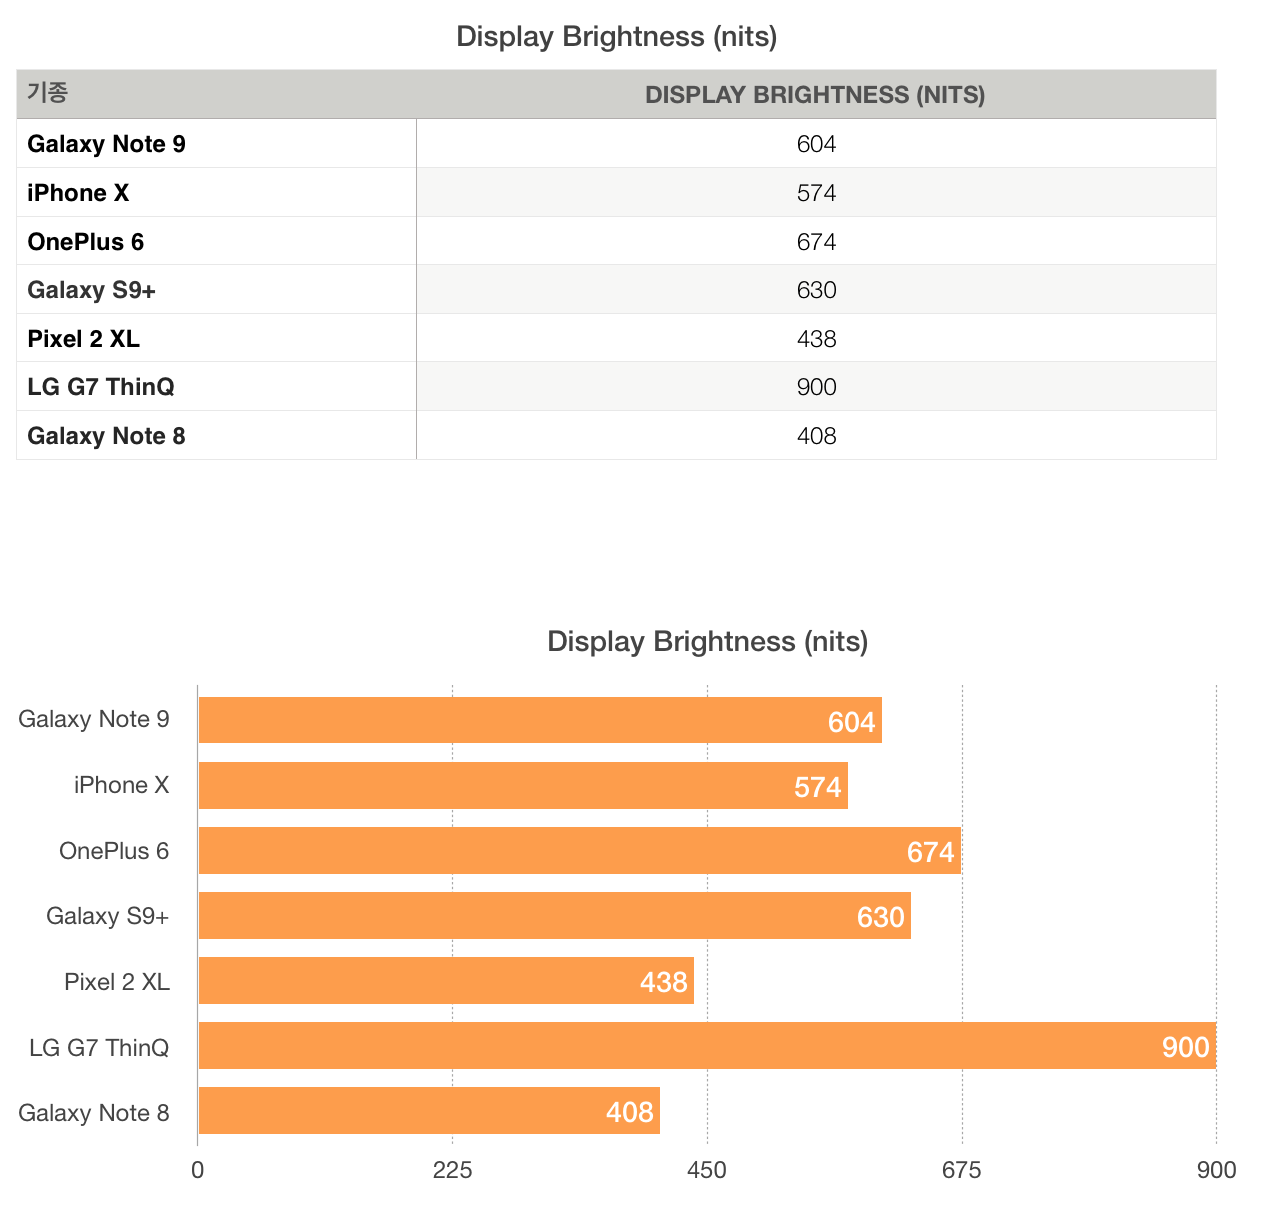 Display Brightness (nits)
기종 DISPLAY BRIGHTNESS (NITS)
Galaxy Note 9 604
iPhone X 574
OnePlus 6 674
Galaxy S9+ 630
Pixel 2 XL 438
LG G7 ThinQ 900
Galaxy Note 8 408
Display Brightness (nits)
Galaxy Note 9 604
iPhone X 574
OnePlus 6 674
Galaxy S9+ 630
Pixel 2 XL 438
LG G7 ThinQ 900
Galaxy Note 8 408
0 225 450 675 900